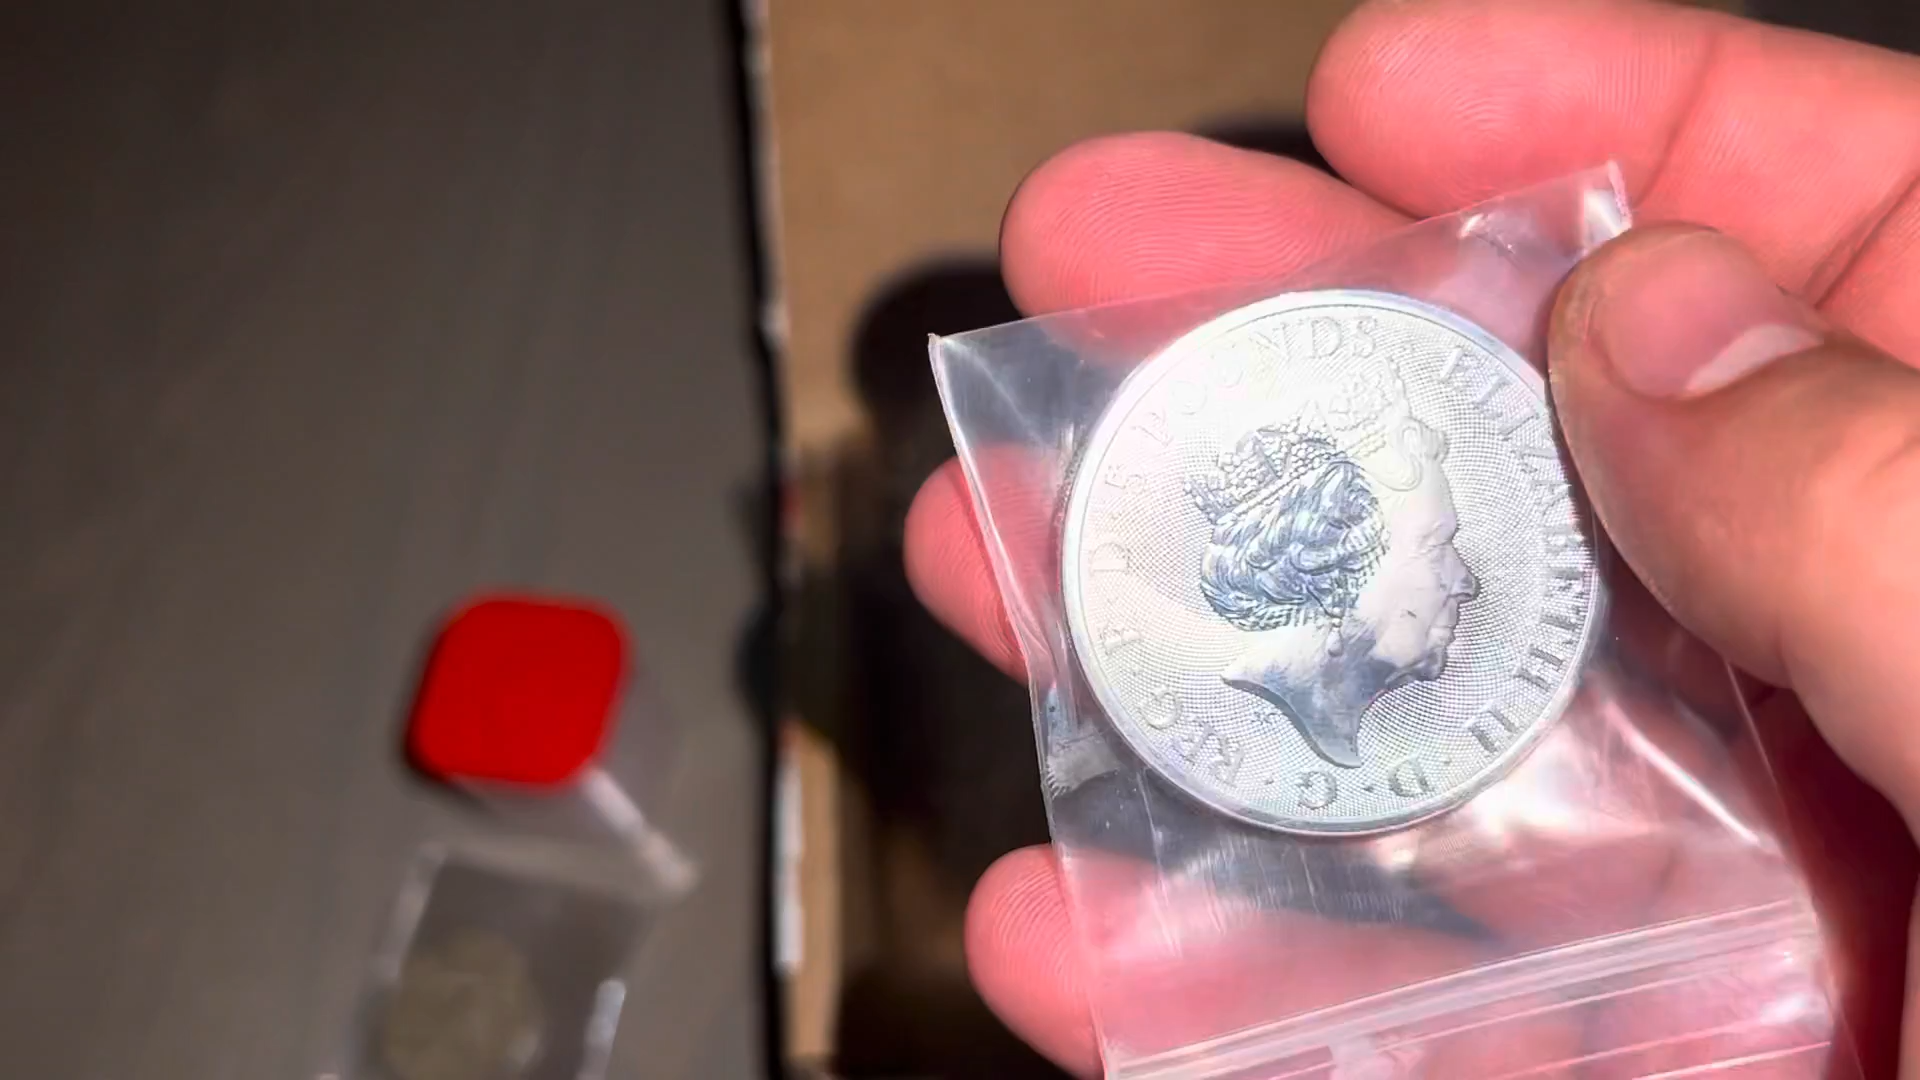 ELIZABETH II · D · G · REG · F · D · 5 POUNDS